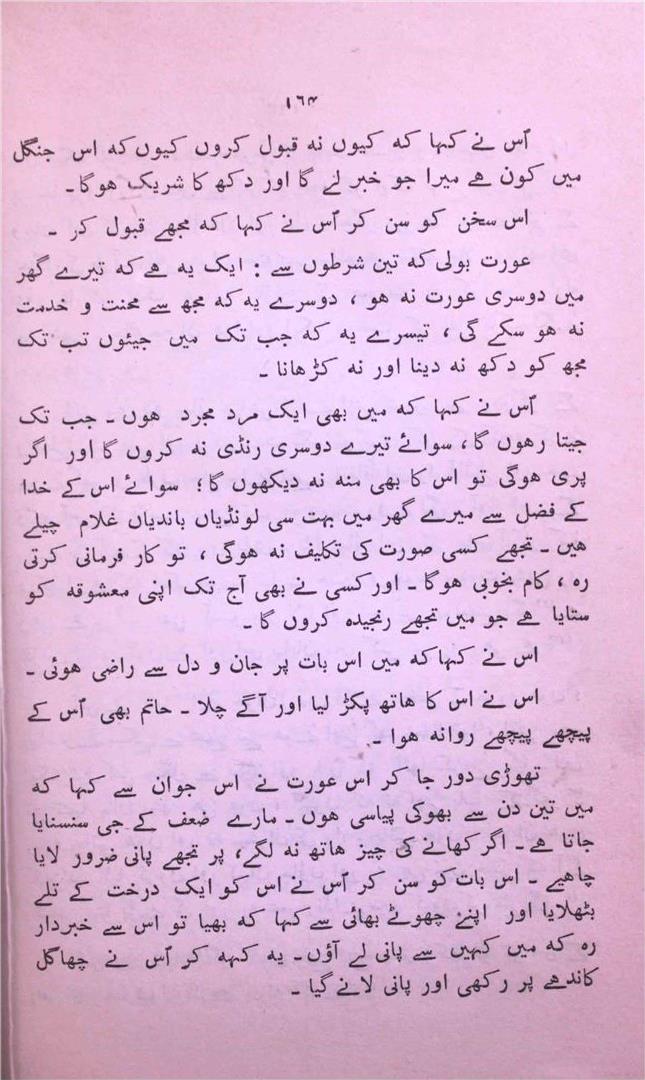 ۱۶۴
اُس نے کہا کہ کیوں نہ قبول کروں کیوں کہ اس جنگل
میں کون ہے میرا جو خبر لے گا اور دکھ کا شریک ہوگا۔
اس سخن کو سن کر اُس نے کہا کہ مجھے قبول کر ۔
عورت بولی کہ تین شرطوں سے : ایک یہ ہے کہ تیرے گھر
میں دوسری عورت نہ ہو ، دوسرے یہ کہ مجھ سے محنت و خدمت
نہ ہو سکے گی ، تیسرے یہ کہ جب تک میں جیئوں تب تک
مجھ کو دکھ نہ دینا اور نہ کڑھانا ۔
اُس نے کہا کہ میں بھی ایک مرد مجرد ہوں ۔ جب تک
جیتا رہوں گا ، سوائے تیرے دوسری رنڈی نہ کروں گا اور اگر
پری ہوگی تو اس کا بھی منہ نہ دیکھوں گا ؛ سوائے اس کے خدا
کے فضل سے میرے گھر میں بہت سی لونڈیاں باندیاں غلام چیلے
ہیں ۔ تجھے کسی صورت کی تکلیف نہ ہوگی ، تو کار فرمائی کرتی
رہ ، کام بخوبی ہوگا ۔ اور کسی نے بھی آج تک اپنی معشوقہ کو
ستایا ہے جو میں تجھے رنجیدہ کروں گا ۔
اس نے کہا کہ میں اس بات پر جان و دل سے راضی ہوئی ۔
اس نے اس کا ہاتھ پکڑ لیا اور آگے چلا ۔ حاتم بھی اُس کے
پیچھے پیچھے روانہ ہوا ۔
تھوڑی دور جا کر اس عورت نے اس جوان سے کہا کہ
میں تین دن سے بھوکی پیاسی ہوں ۔ مارے ضعف کے جی سنسنایا
جاتا ہے ۔ اگر کھانے کی چیز ہاتھ نہ لگے ، پر تجھے پانی ضرور لایا
چاہیے ۔ اس بات کو سن کر اُس نے اس کو ایک درخت کے تلے
بٹھلایا اور اپنے چھوٹے بھائی سے کہا کہ بھیا تو اس سے خبردار
رہ کہ میں کہیں سے پانی لے آؤں ۔ یہ کہہ کر اُس نے چھاگل
کاندھے پر رکھی اور پانی لانے گیا ۔